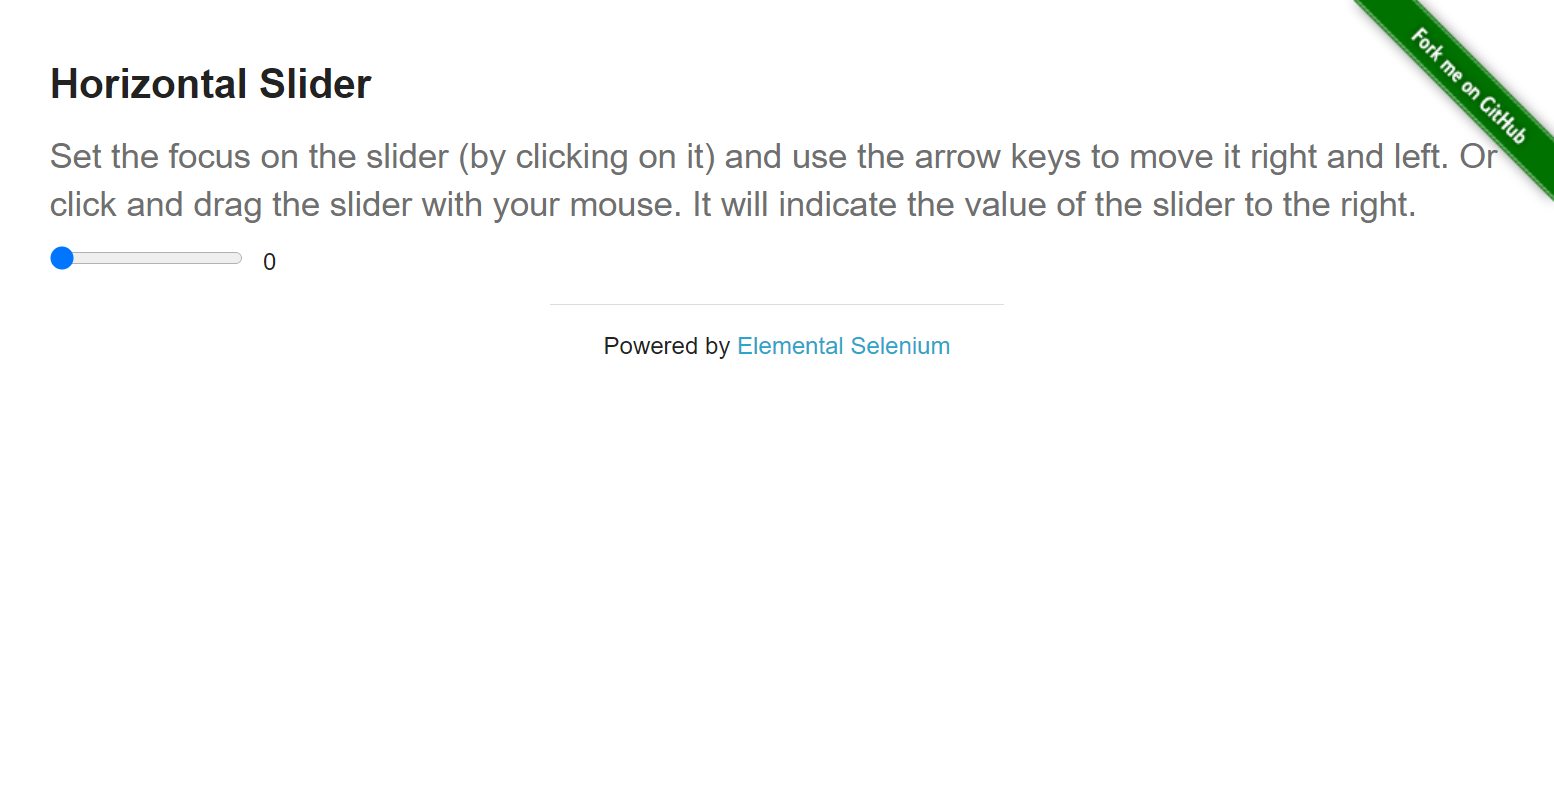 Fork me on GitHub
Horizontal Slider
Set the focus on the slider (by clicking on it) and use the arrow keys to move it right and left. Or
click and drag the slider with your mouse. It will indicate the value of the slider to the right.
0
Powered by Elemental Selenium